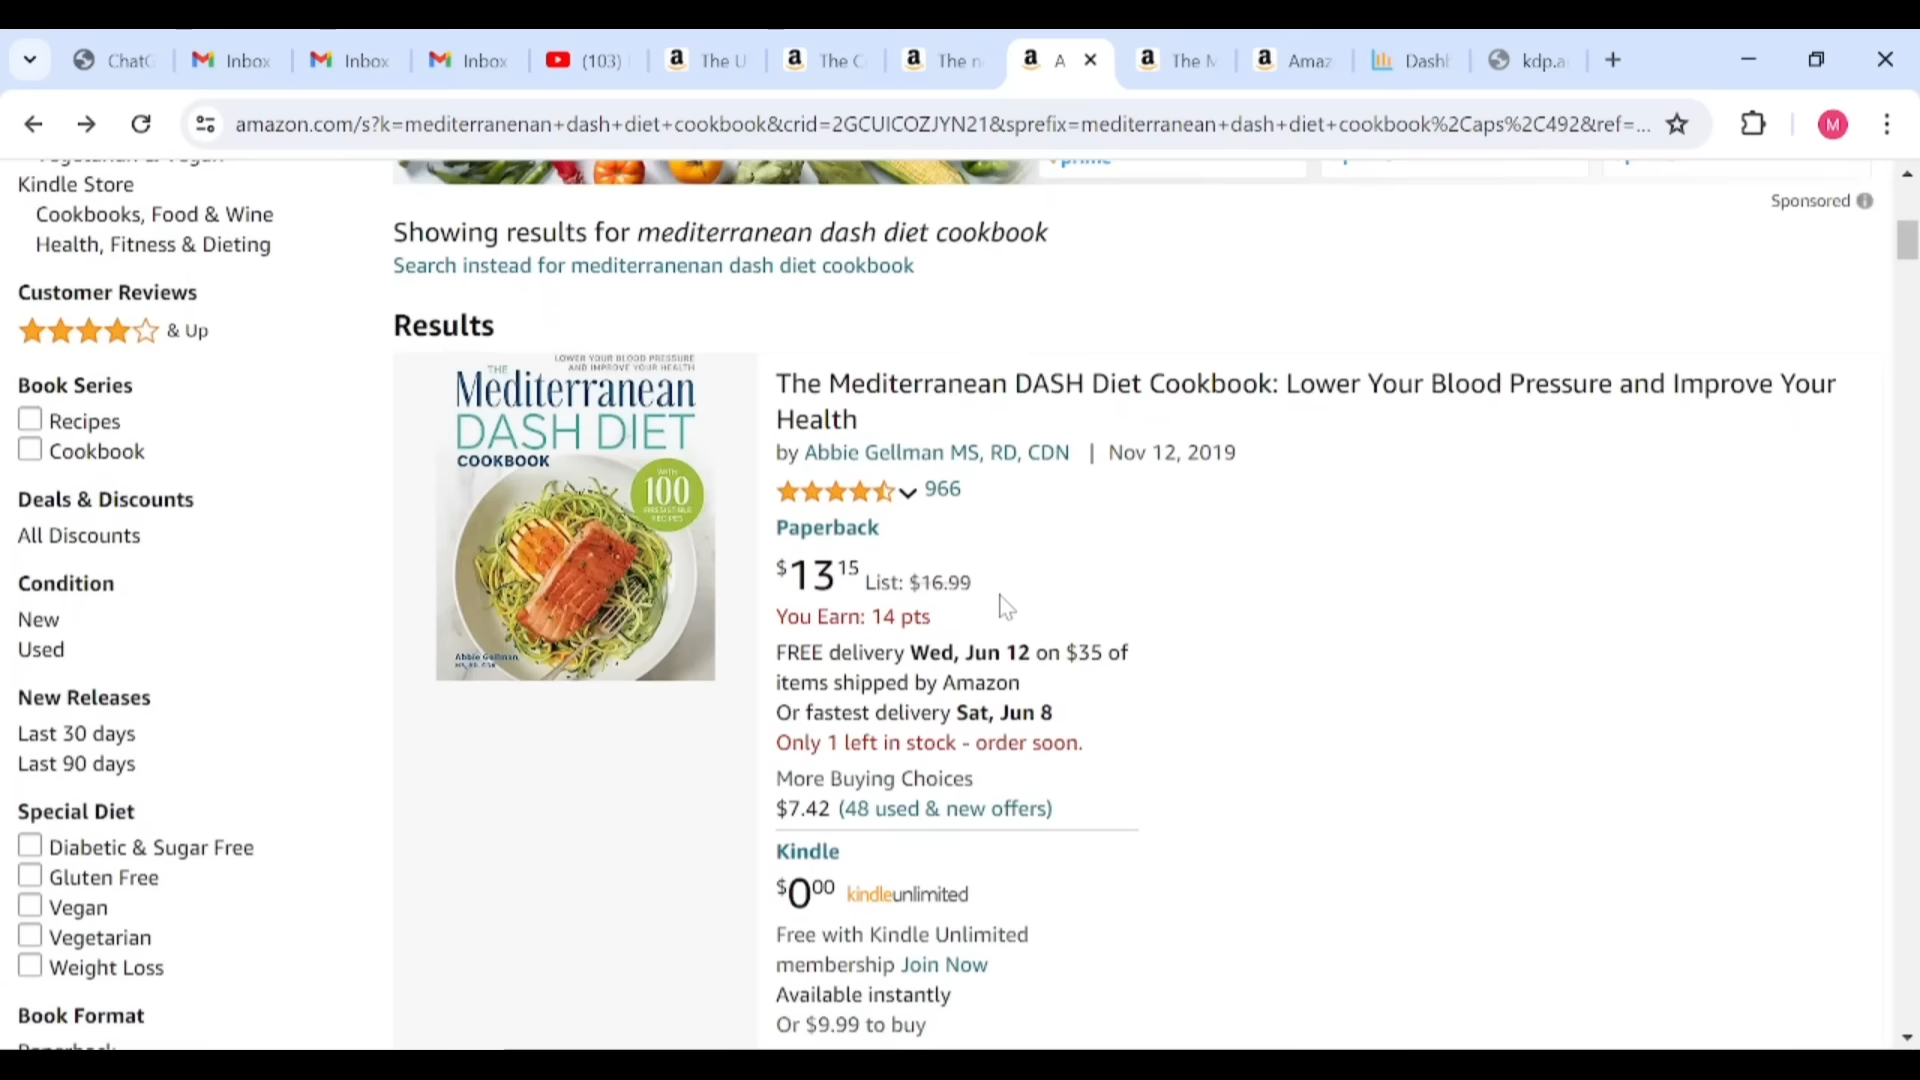 ChatG
Inbox
Inbox
Inbox
(103)
The U
The C
The n
A
The M
Amaz
Dashl
kdp.a
amazon.com/s?k=mediterranenan+dash+diet+cookbook&crid=2GCUICOZJYN21&sprefix=mediterranean+dash+diet+cookbook%2Caps%2C492&ref=...
M
Kindle Store
Cookbooks, Food & Wine
Health, Fitness & Dieting
Customer Reviews
& Up
Book Series
Recipes
Cookbook
Deals & Discounts
All Discounts
Condition
New
Used
New Releases
Last 30 days
Last 90 days
Special Diet
Diabetic & Sugar Free
Gluten Free
Vegan
Vegetarian
Weight Loss
Book Format
prime
Sponsored
Showing results for mediterranean dash diet cookbook
Search instead for mediterranenan dash diet cookbook
Results
LOWER YOUR BLOOD PRESSURE
AND IMPROVE YOUR HEALTH
THE
Mediterranean
DASH DIET
COOKBOOK
WITH
100
IRRESISTIBLE
RECIPES
Abbie Gellman,
MS, RD, CDN
The Mediterranean DASH Diet Cookbook: Lower Your Blood Pressure and Improve Your
Health
by Abbie Gellman MS, RD, CDN | Nov 12, 2019
966
Paperback
$13 15 List: $16.99
You Earn: 14 pts
FREE delivery Wed, Jun 12 on $35 of
items shipped by Amazon
Or fastest delivery Sat, Jun 8
Only 1 left in stock - order soon.
More Buying Choices
$7.42 (48 used & new offers)
Kindle
$0 00 kindleunlimited
Free with Kindle Unlimited
membership Join Now
Available instantly
Or $9.99 to buy